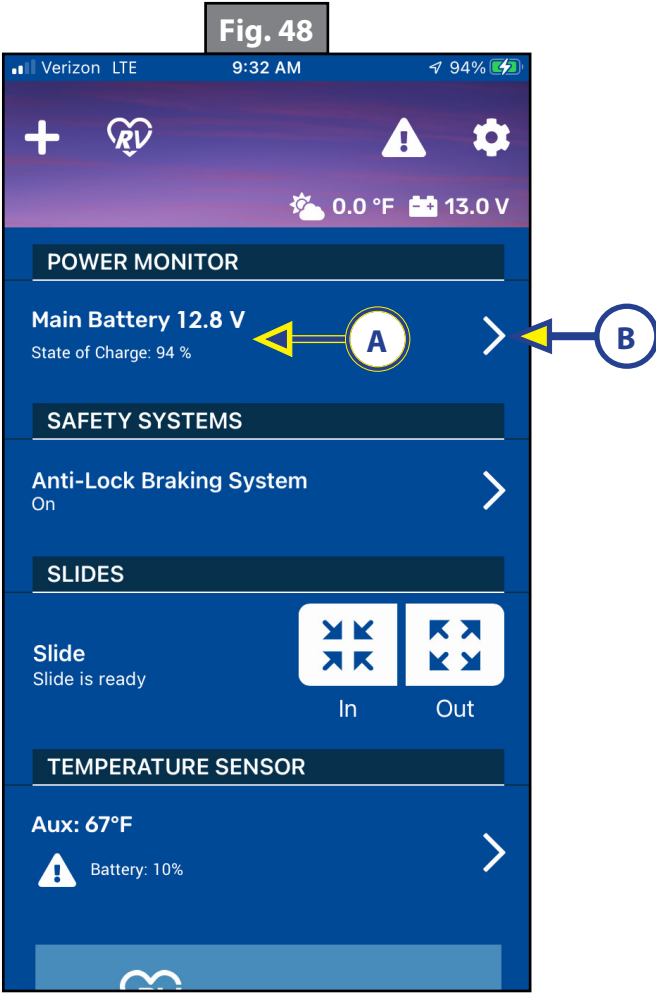 Fig. 48
Verizon LTE 9:32 AM 94%
RV
0.0 °F 13.0 V
POWER MONITOR
Main Battery 12.8 V
State of Charge: 94 %
A
B
SAFETY SYSTEMS
Anti-Lock Braking System
On
SLIDES
Slide
Slide is ready
In Out
TEMPERATURE SENSOR
Aux: 67°F
Battery: 10%
RV